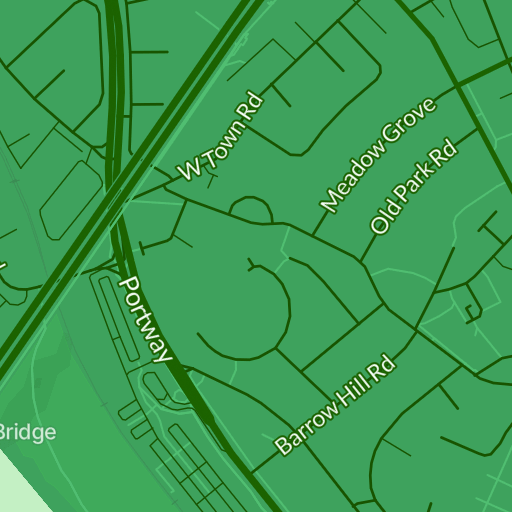 W Town Rd
Meadow Grove
Old Park Rd
Portway
Barrow Hill Rd
Bridge